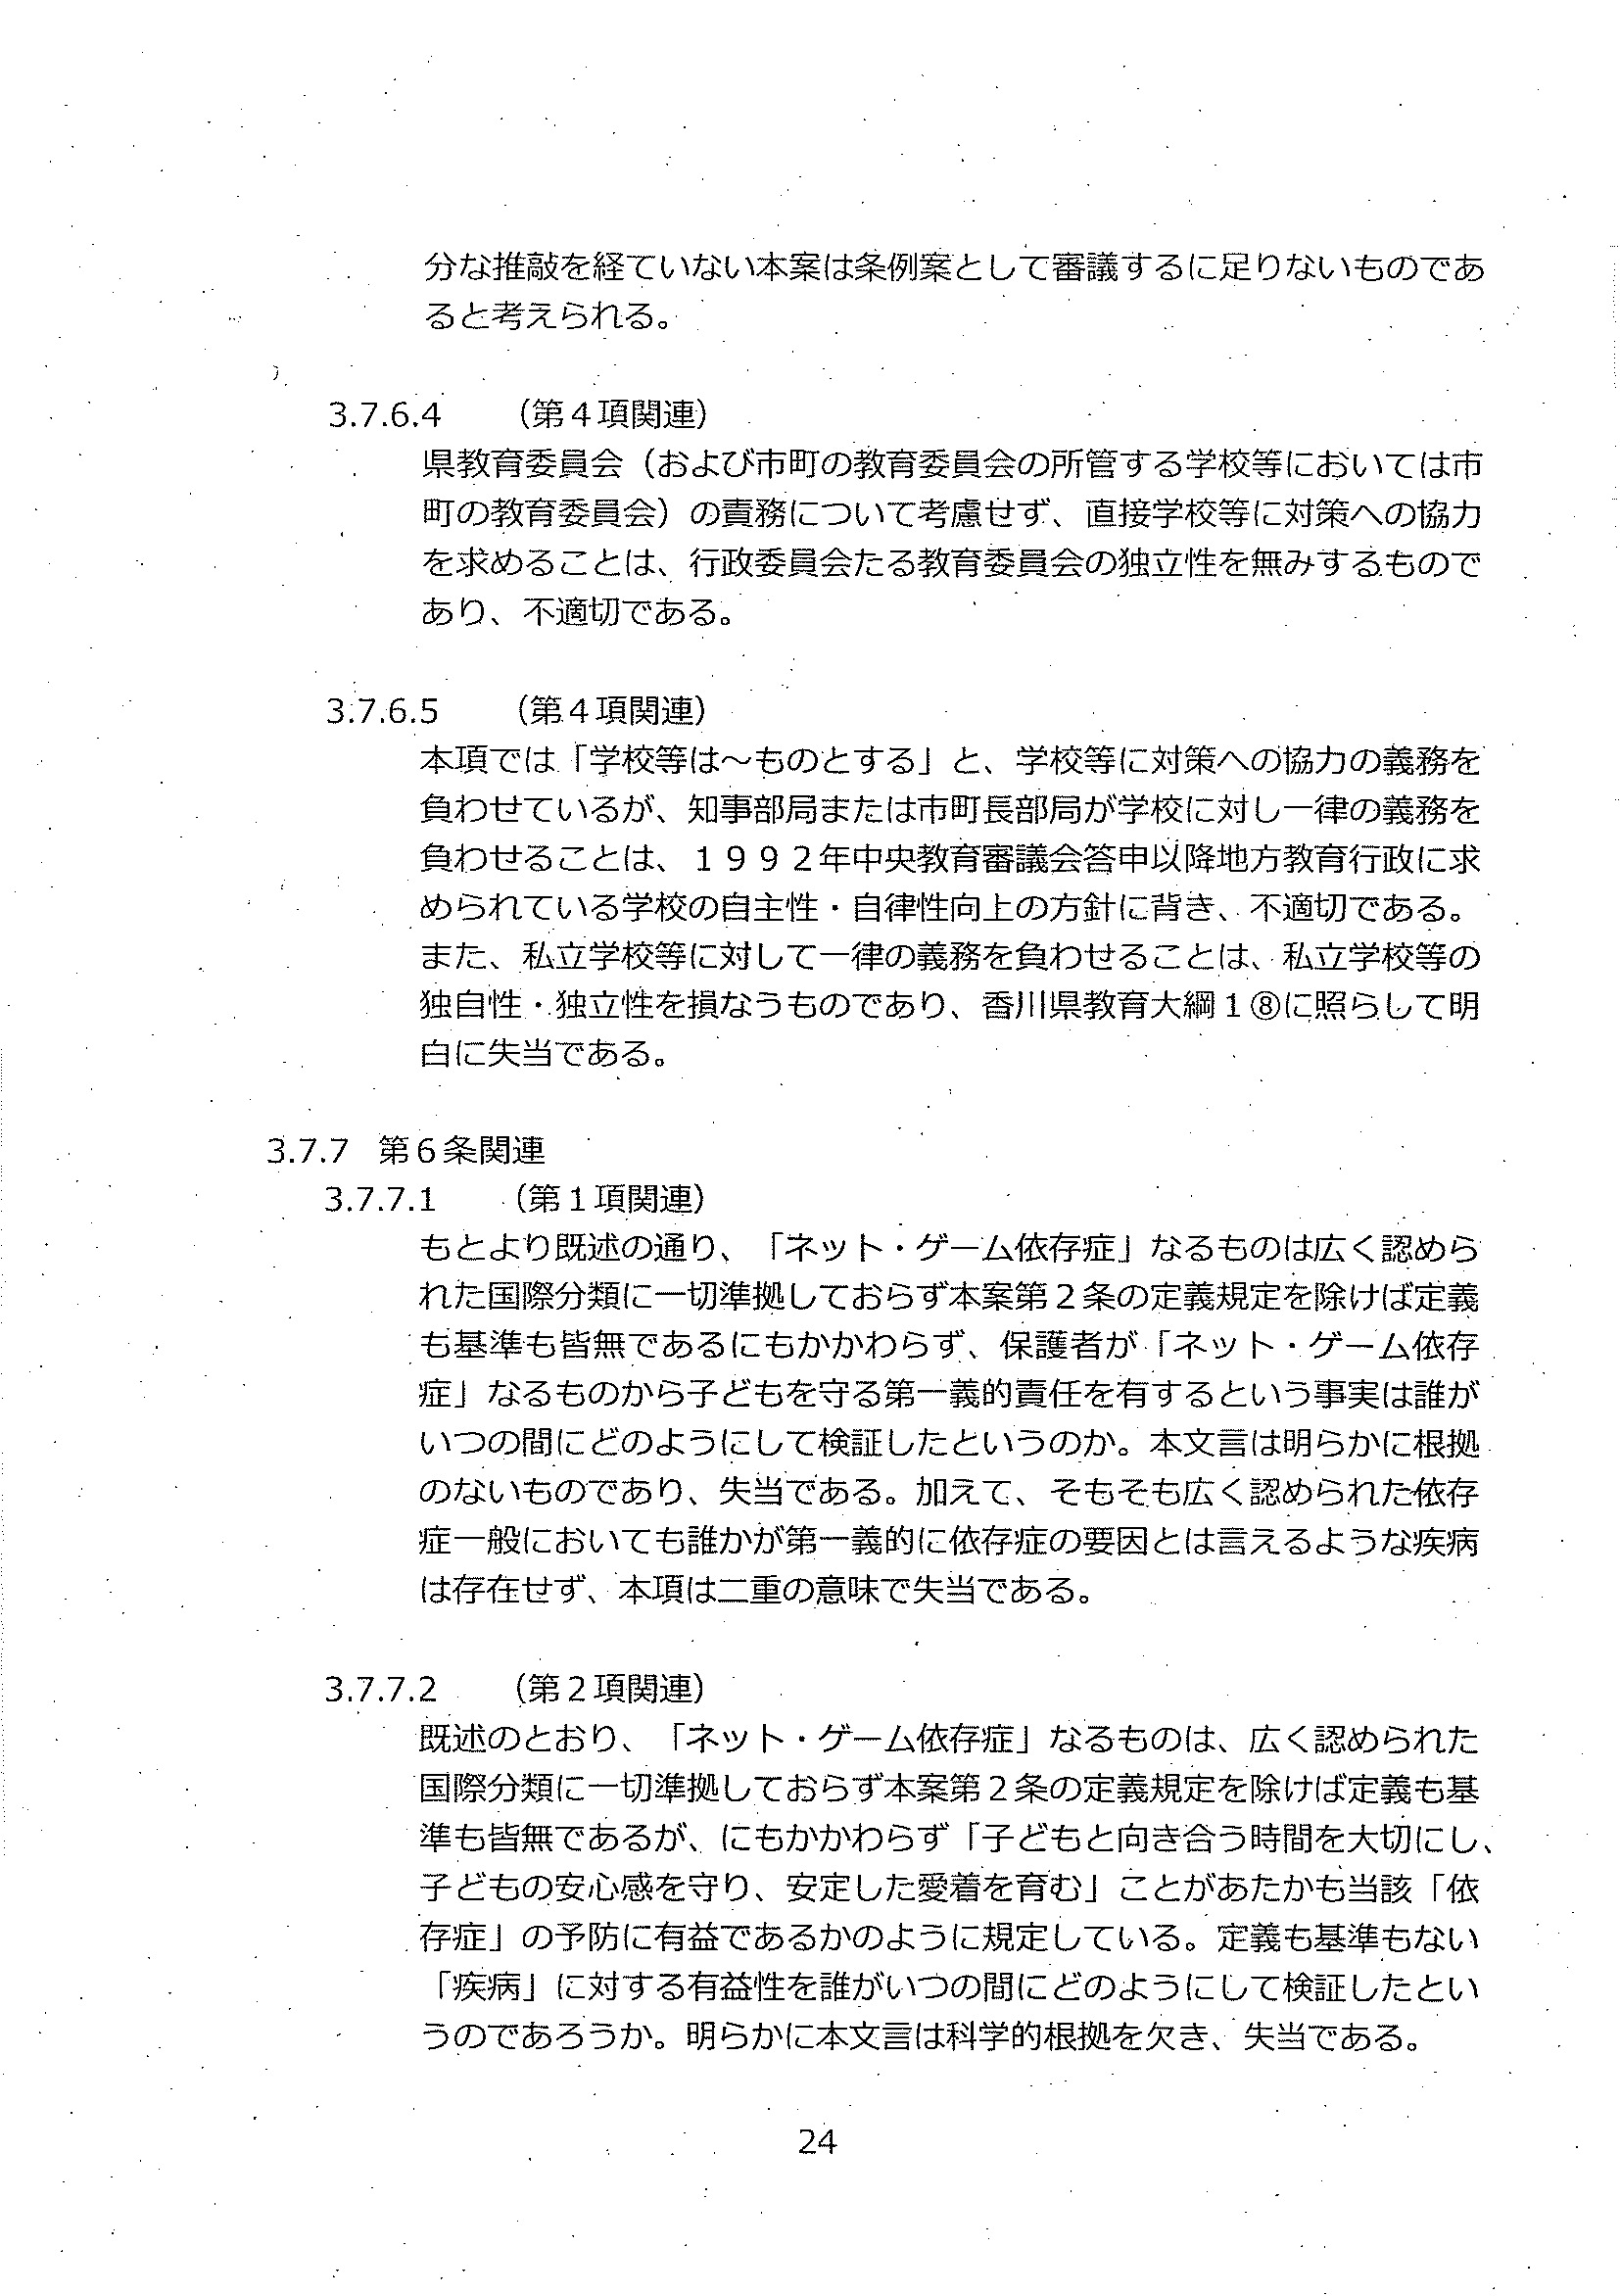 分な推敲を経ていない本案は条例案として審議するに足りないものであ
ると考えられる。
3.7.6.4 （第４項関連）
県教育委員会（および市町の教育委員会の所管する学校等においては市
町の教育委員会）の責務について考慮せず、直接学校等に対策への協力
を求めることは、行政委員会たる教育委員会の独立性を無みするもので
あり、不適切である。
3.7.6.5 （第４項関連）
本項では「学校等は～ものとする」と、学校等に対策への協力の義務を
負わせているが、知事部局または市町長部局が学校に対し一律の義務を
負わせることは、１９９２年中央教育審議会答申以降地方教育行政に求
められている学校の自主性・自律性向上の方針に背き、不適切である。
また、私立学校等に対して一律の義務を負わせることは、私立学校等の
独自性・独立性を損なうものであり、香川県教育大綱１⑧に照らして明
白に失当である。
3.7.7 第６条関連
3.7.7.1 （第１項関連）
もとより既述の通り、「ネット・ゲーム依存症」なるものは広く認めら
れた国際分類に一切準拠しておらず本案第２条の定義規定を除けば定義
も基準も皆無であるにもかかわらず、保護者が「ネット・ゲーム依存
症」なるものから子どもを守る第一義的責任を有するという事実は誰が
いつの間にどのようにして検証したというのか。本文言は明らかに根拠
のないものであり、失当である。加えて、そもそも広く認められた依存
症一般においても誰かが第一義的に依存症の要因とは言えるような疾病
は存在せず、本項は二重の意味で失当である。
3.7.7.2 （第２項関連）
既述のとおり、「ネット・ゲーム依存症」なるものは、広く認められた
国際分類に一切準拠しておらず本案第２条の定義規定を除けば定義も基
準も皆無であるが、にもかかわらず「子どもと向き合う時間を大切にし、
子どもの安心感を守り、安定した愛着を育む」ことがあたかも当該「依
存症」の予防に有益であるかのように規定している。定義も基準もない
「疾病」に対する有益性を誰がいつの間にどのようにして検証したとい
うのであろうか。明らかに本文言は科学的根拠を欠き、失当である。
24